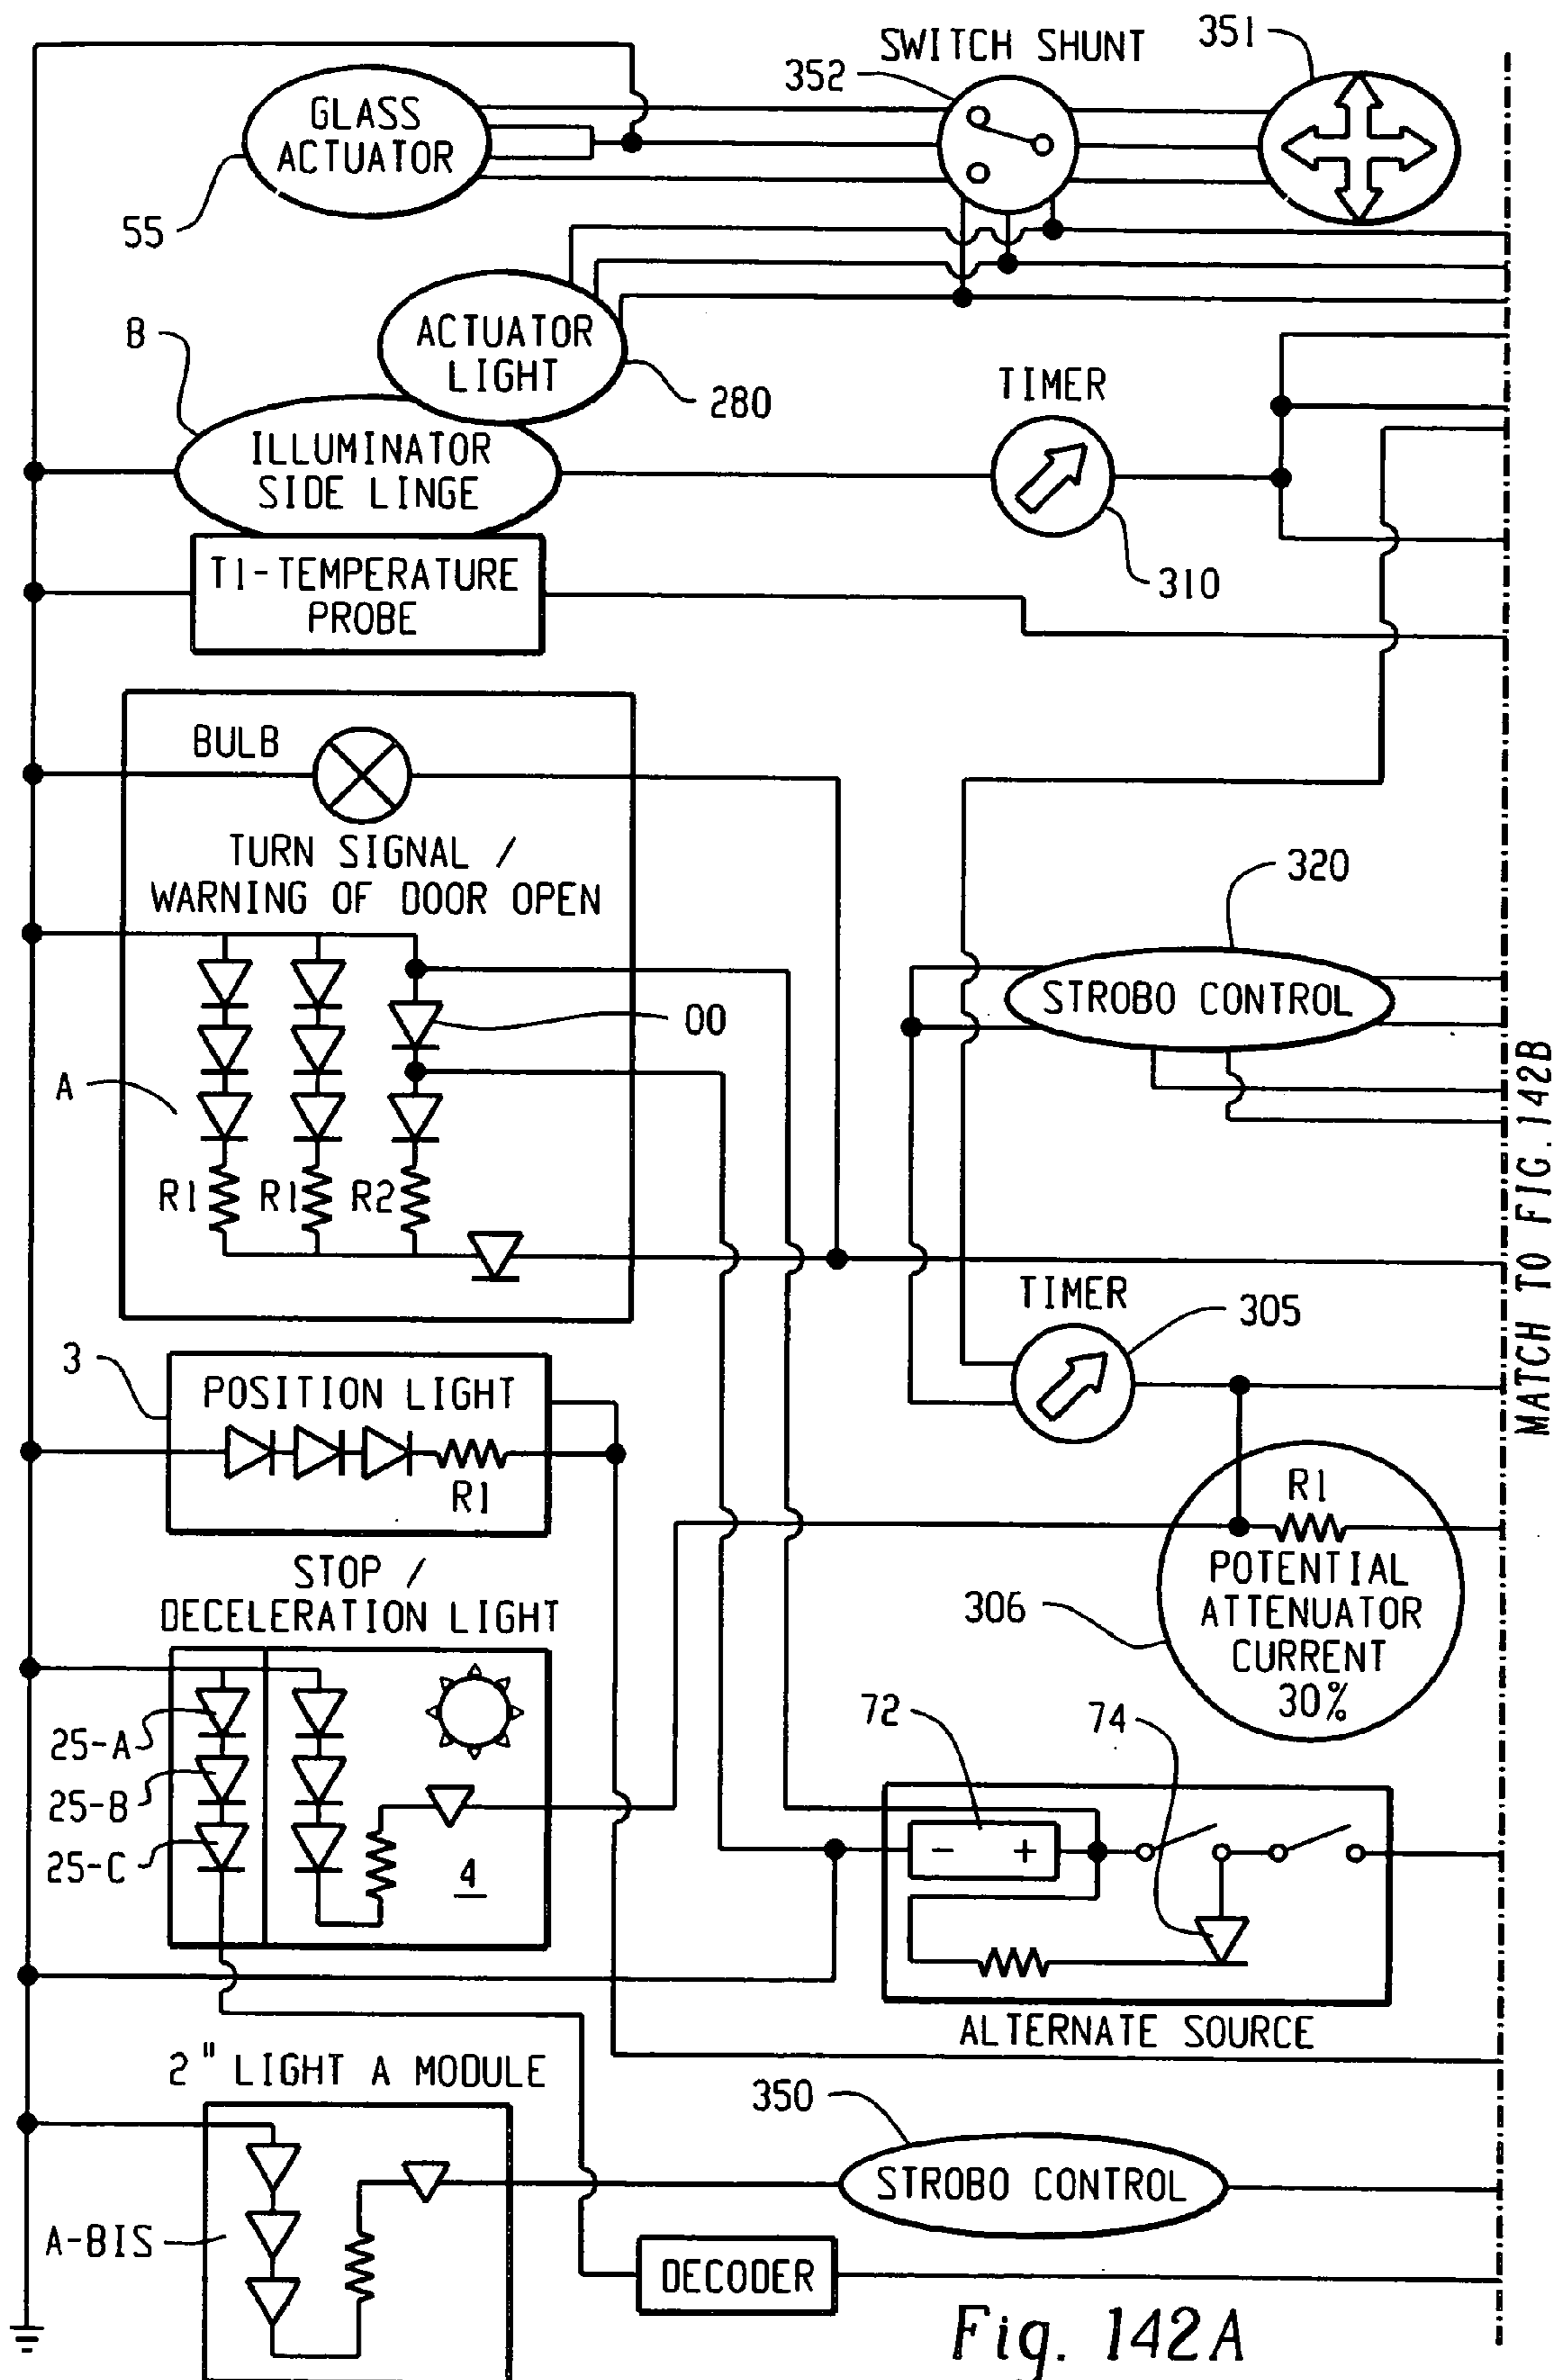 SWITCH SHUNT
351
352
GLASS
ACTUATOR
55
ACTUATOR
LIGHT
280
B
ILLUMINATOR
SIDE LINGE
TIMER
310
T1-TEMPERATURE
PROBE
BULB
TURN SIGNAL /
WARNING OF DOOR OPEN
320
STROBO CONTROL
00
A
R1
R1
R2
MATCH TO FIG. 142B
TIMER
305
3
POSITION LIGHT
R1
R1
POTENTIAL
ATTENUATOR
CURRENT
30%
306
STOP /
DECELERATION LIGHT
25-A
25-B
25-C
4
72
74
- +
ALTERNATE SOURCE
2" LIGHT A MODULE
350
STROBO CONTROL
A-BIS
DECODER
Fig. 142A